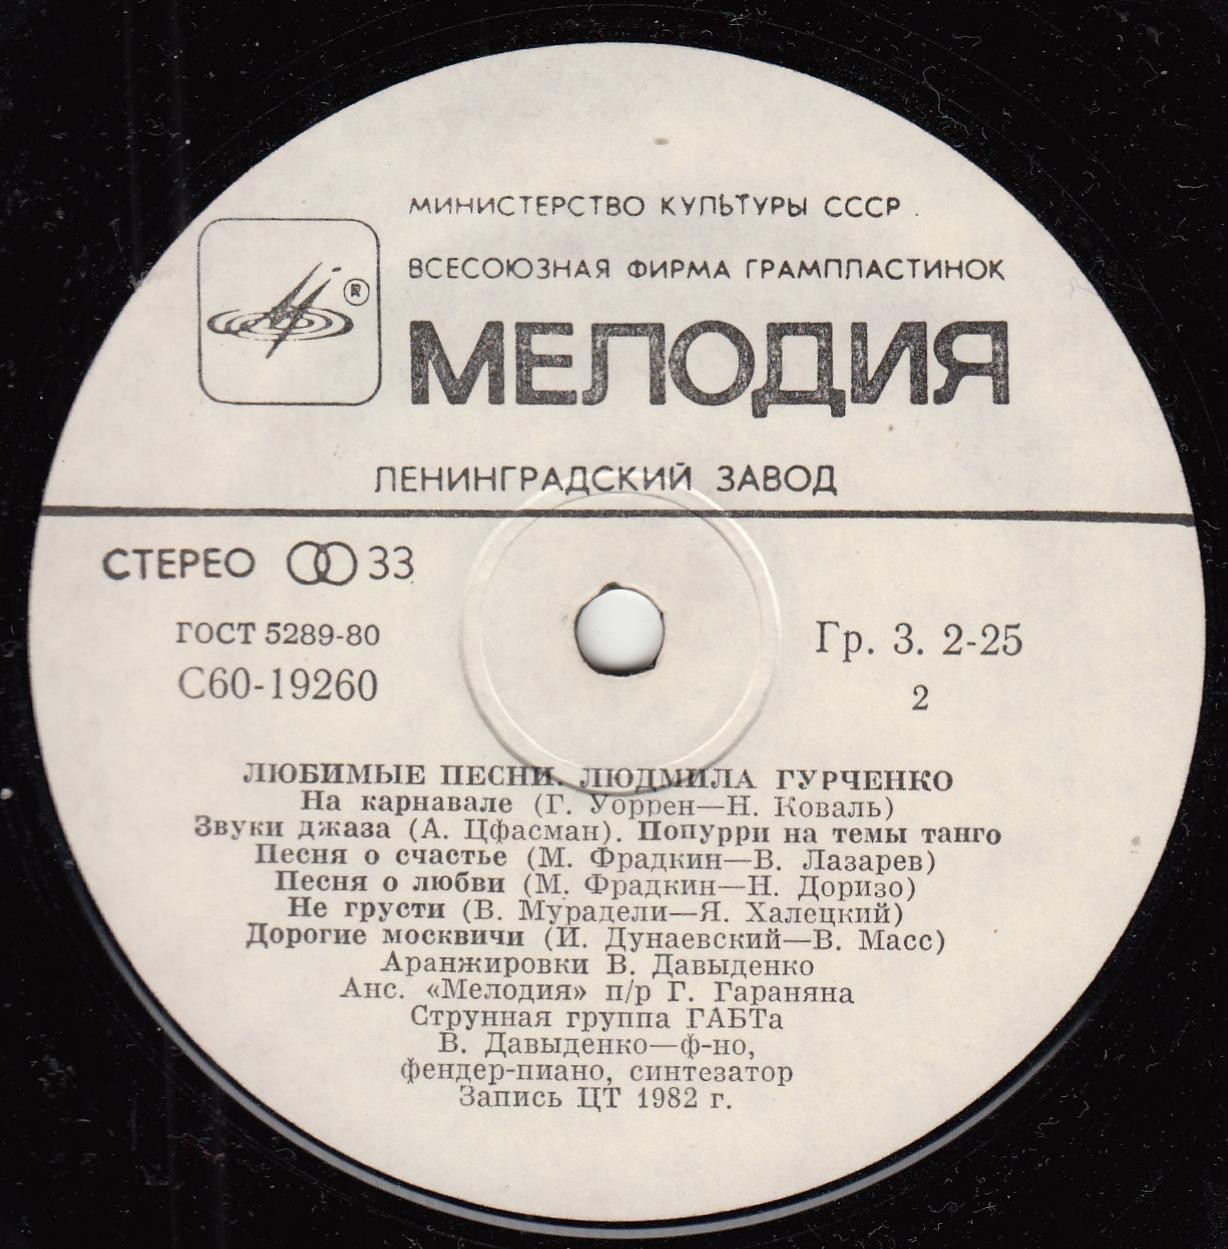 МИНИСТЕРСТВО КУЛЬТУРЫ СССР
ВСЕСОЮЗНАЯ ФИРМА ГРАМПЛАСТИНОК
®
МЕЛОДИЯ
ЛЕНИНГРАДСКИЙ ЗАВОД
СТЕРЕО 33
ГОСТ 5289-80
С60-19260
Гр. 3. 2-25
2
ЛЮБИМЫЕ ПЕСНИ. ЛЮДМИЛА ГУРЧЕНКО
На карнавале (Г. Уоррен—Н. Коваль)
Звуки джаза (А. Цфасман). Попурри на темы танго
Песня о счастье (М. Фрадкин—В. Лазарев)
Песня о любви (М. Фрадкин—Н. Доризо)
Не грусти (В. Мурадели—Я. Халецкий)
Дорогие москвичи (И. Дунаевский—В. Масс)
Аранжировки В. Давыденко
Анс. «Мелодия» п/р Г. Гараняна
Струнная группа ГАБТа
В. Давыденко—ф-но,
фендер-пиано, синтезатор
Запись ЦТ 1982 г.